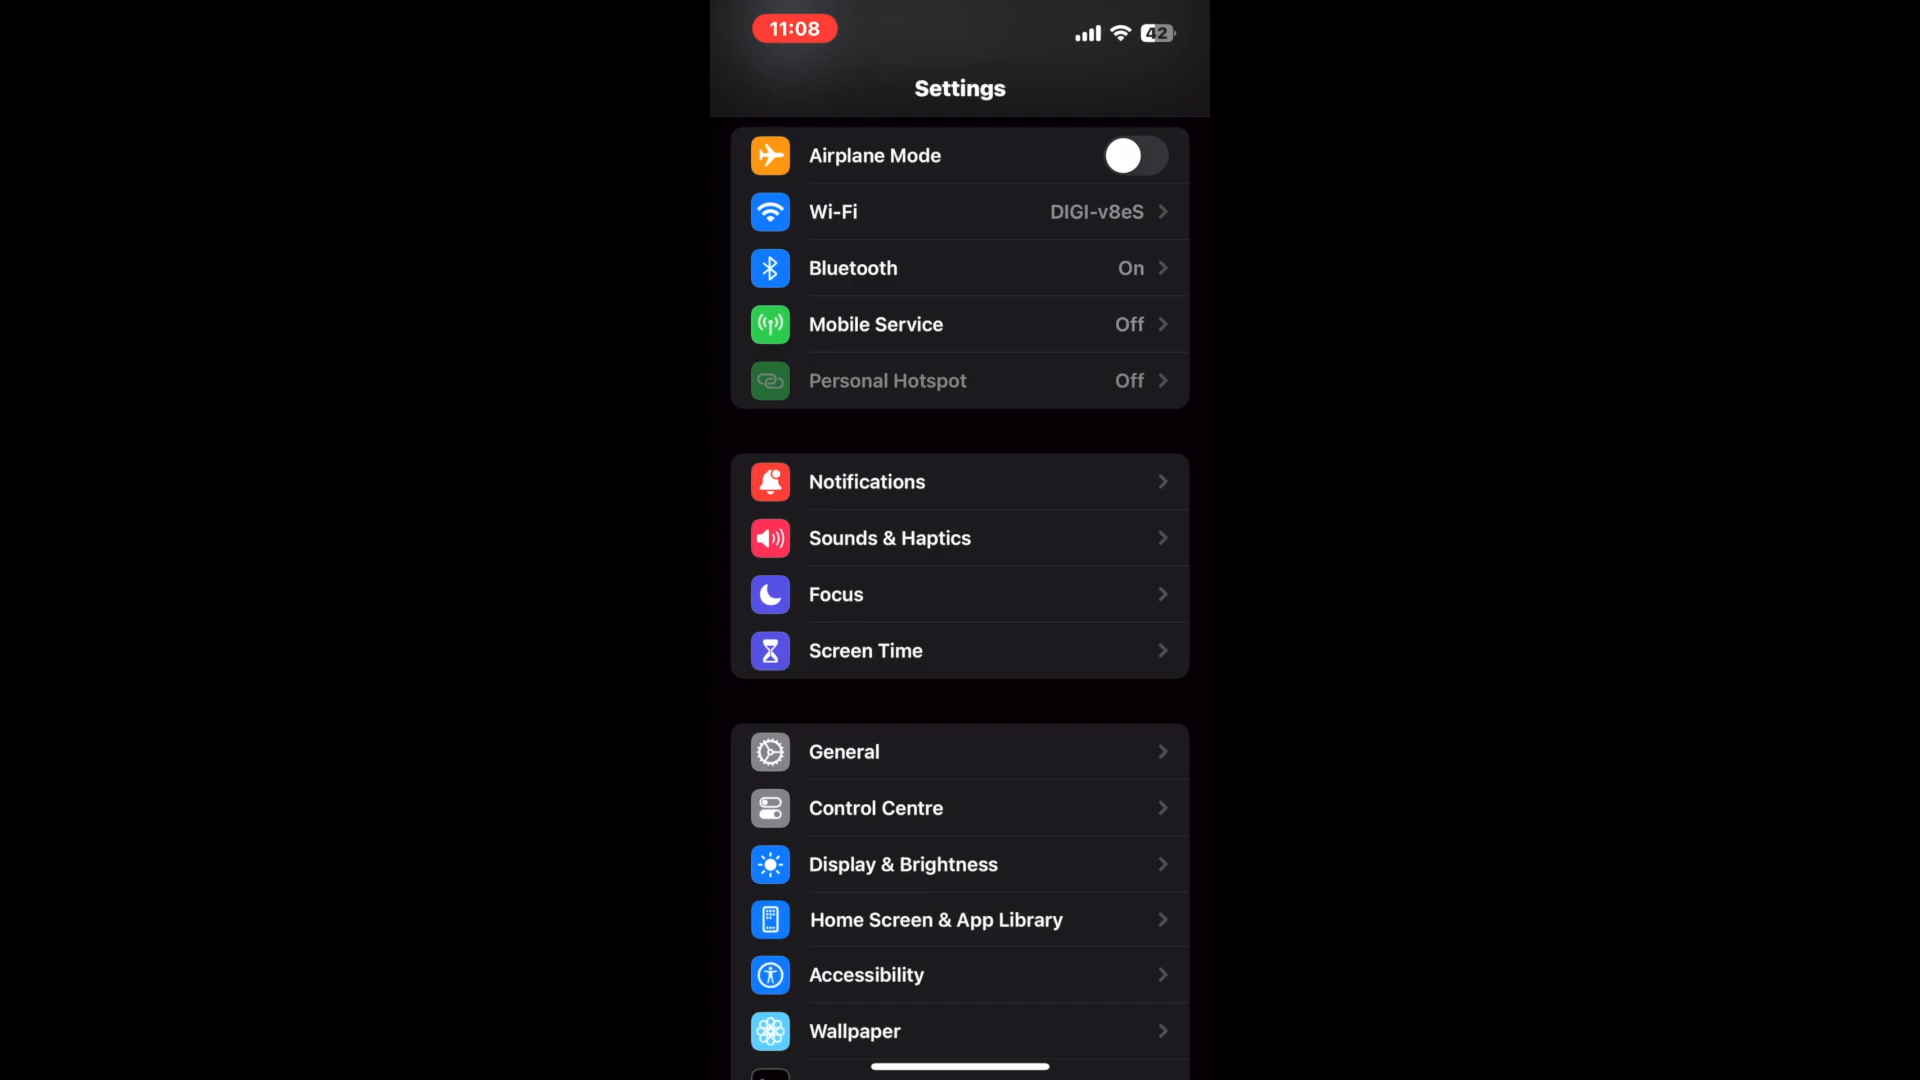 11:08
42
Settings
Airplane Mode
Wi-Fi DIGI-v8eS
Bluetooth On
Mobile Service Off
Personal Hotspot Off
Notifications
Sounds & Haptics
Focus
Screen Time
General
Control Centre
Display & Brightness
Home Screen & App Library
Accessibility
Wallpaper